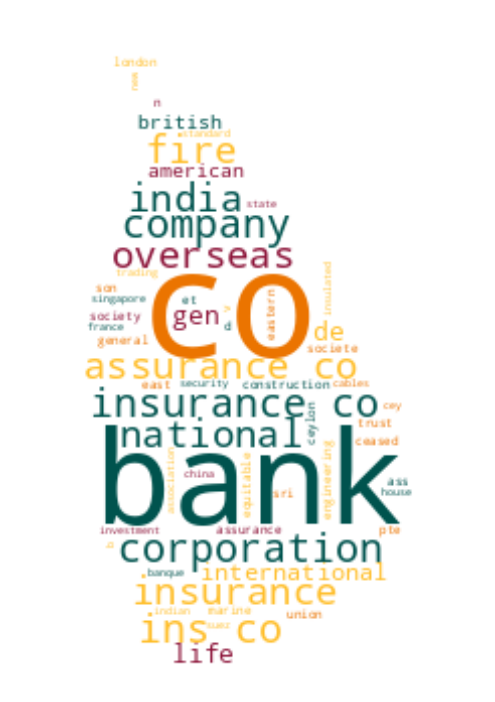 london
new
n
british
standard
fire
american
india
state
company
overseas
trading
insulated
son
co
singapore
et
eastern
society
gen
v
france
d
de
general
societe
assurance co
east
security
construction
cables
insurance co
cey
ceylon
trust
national
ceased
bank
association
equitable
engineering
china
sri
ass
house
investment
assurance
pte
corporation
banque
international
insurance
indian
marine
union
ins co
suez
life